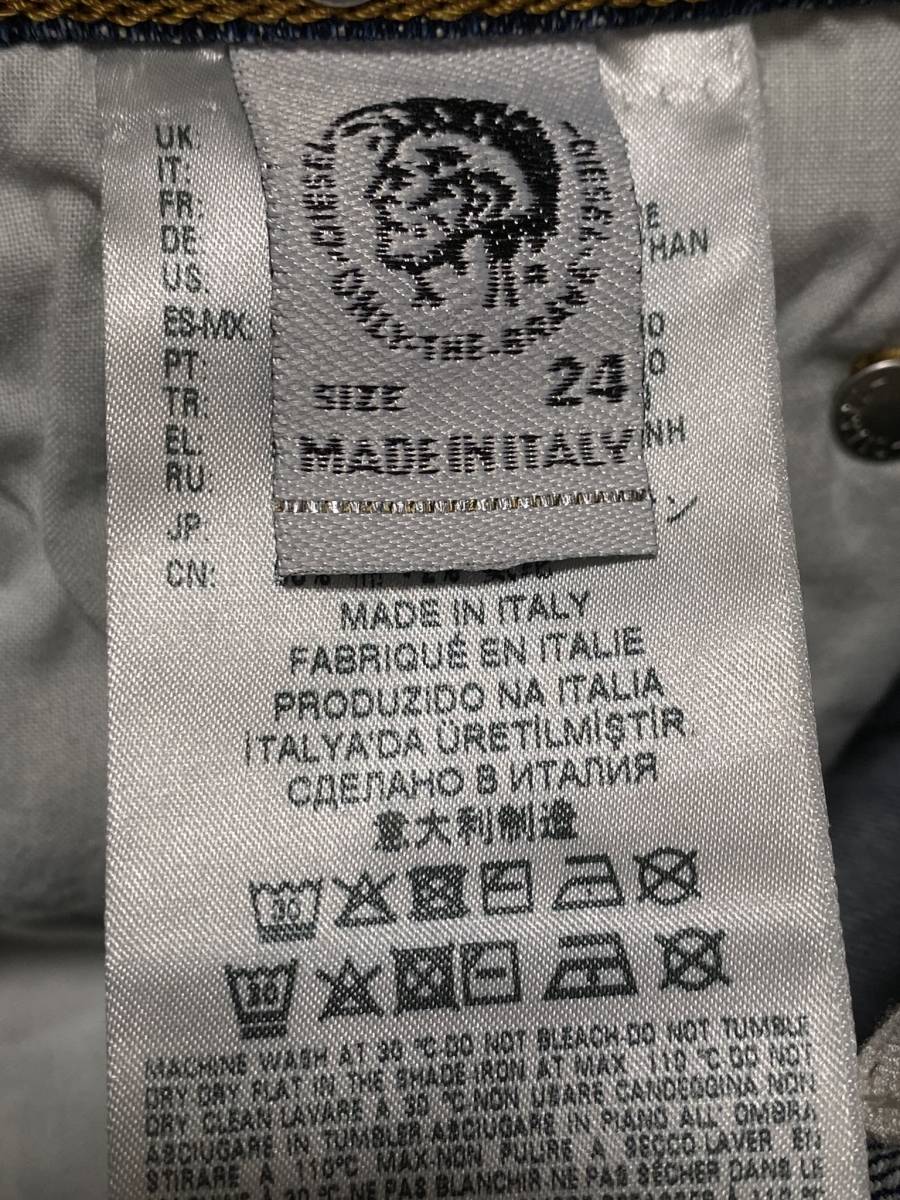 DIESEL
ONLY-THE-BRAVE
DIESEL
SIZE 24
MADE IN ITALY
UK:
IT:
FR:
DE:
US:
ES-MX:
PT:
TR:
EL:
RU:
JP
CN:
E
HAN
IO
O
NH
ン
MADE IN ITALY
FABRIQUÉ EN ITALIE
PRODUZIDO NA ITALIA
İTALYA'DA ÜRETİLMİŞTİR
СДЕЛАНО В ИТАЛИЯ
意大利制造
30
30
MACHINE WASH AT 30 °C-DO NOT BLEACH-DO NOT TUMBLE
DRY DRY FLAT IN THE SHADE IRON AT MAX 110 °C-DO NOT
DRY CLEAN LAVARE A 30 °C-NON USARE CANDEGGINA NON
ASCIUGARE IN TUMBLER-ASCIUGARE IN PIANO ALL' OMBRA
STIRARE A 110°C MAX-NON PULIRE A SECCO-LAVER EN
MACHINE A 30 °C-NE PAS BLANCHIR NE PAS SÉCHER DANS LE